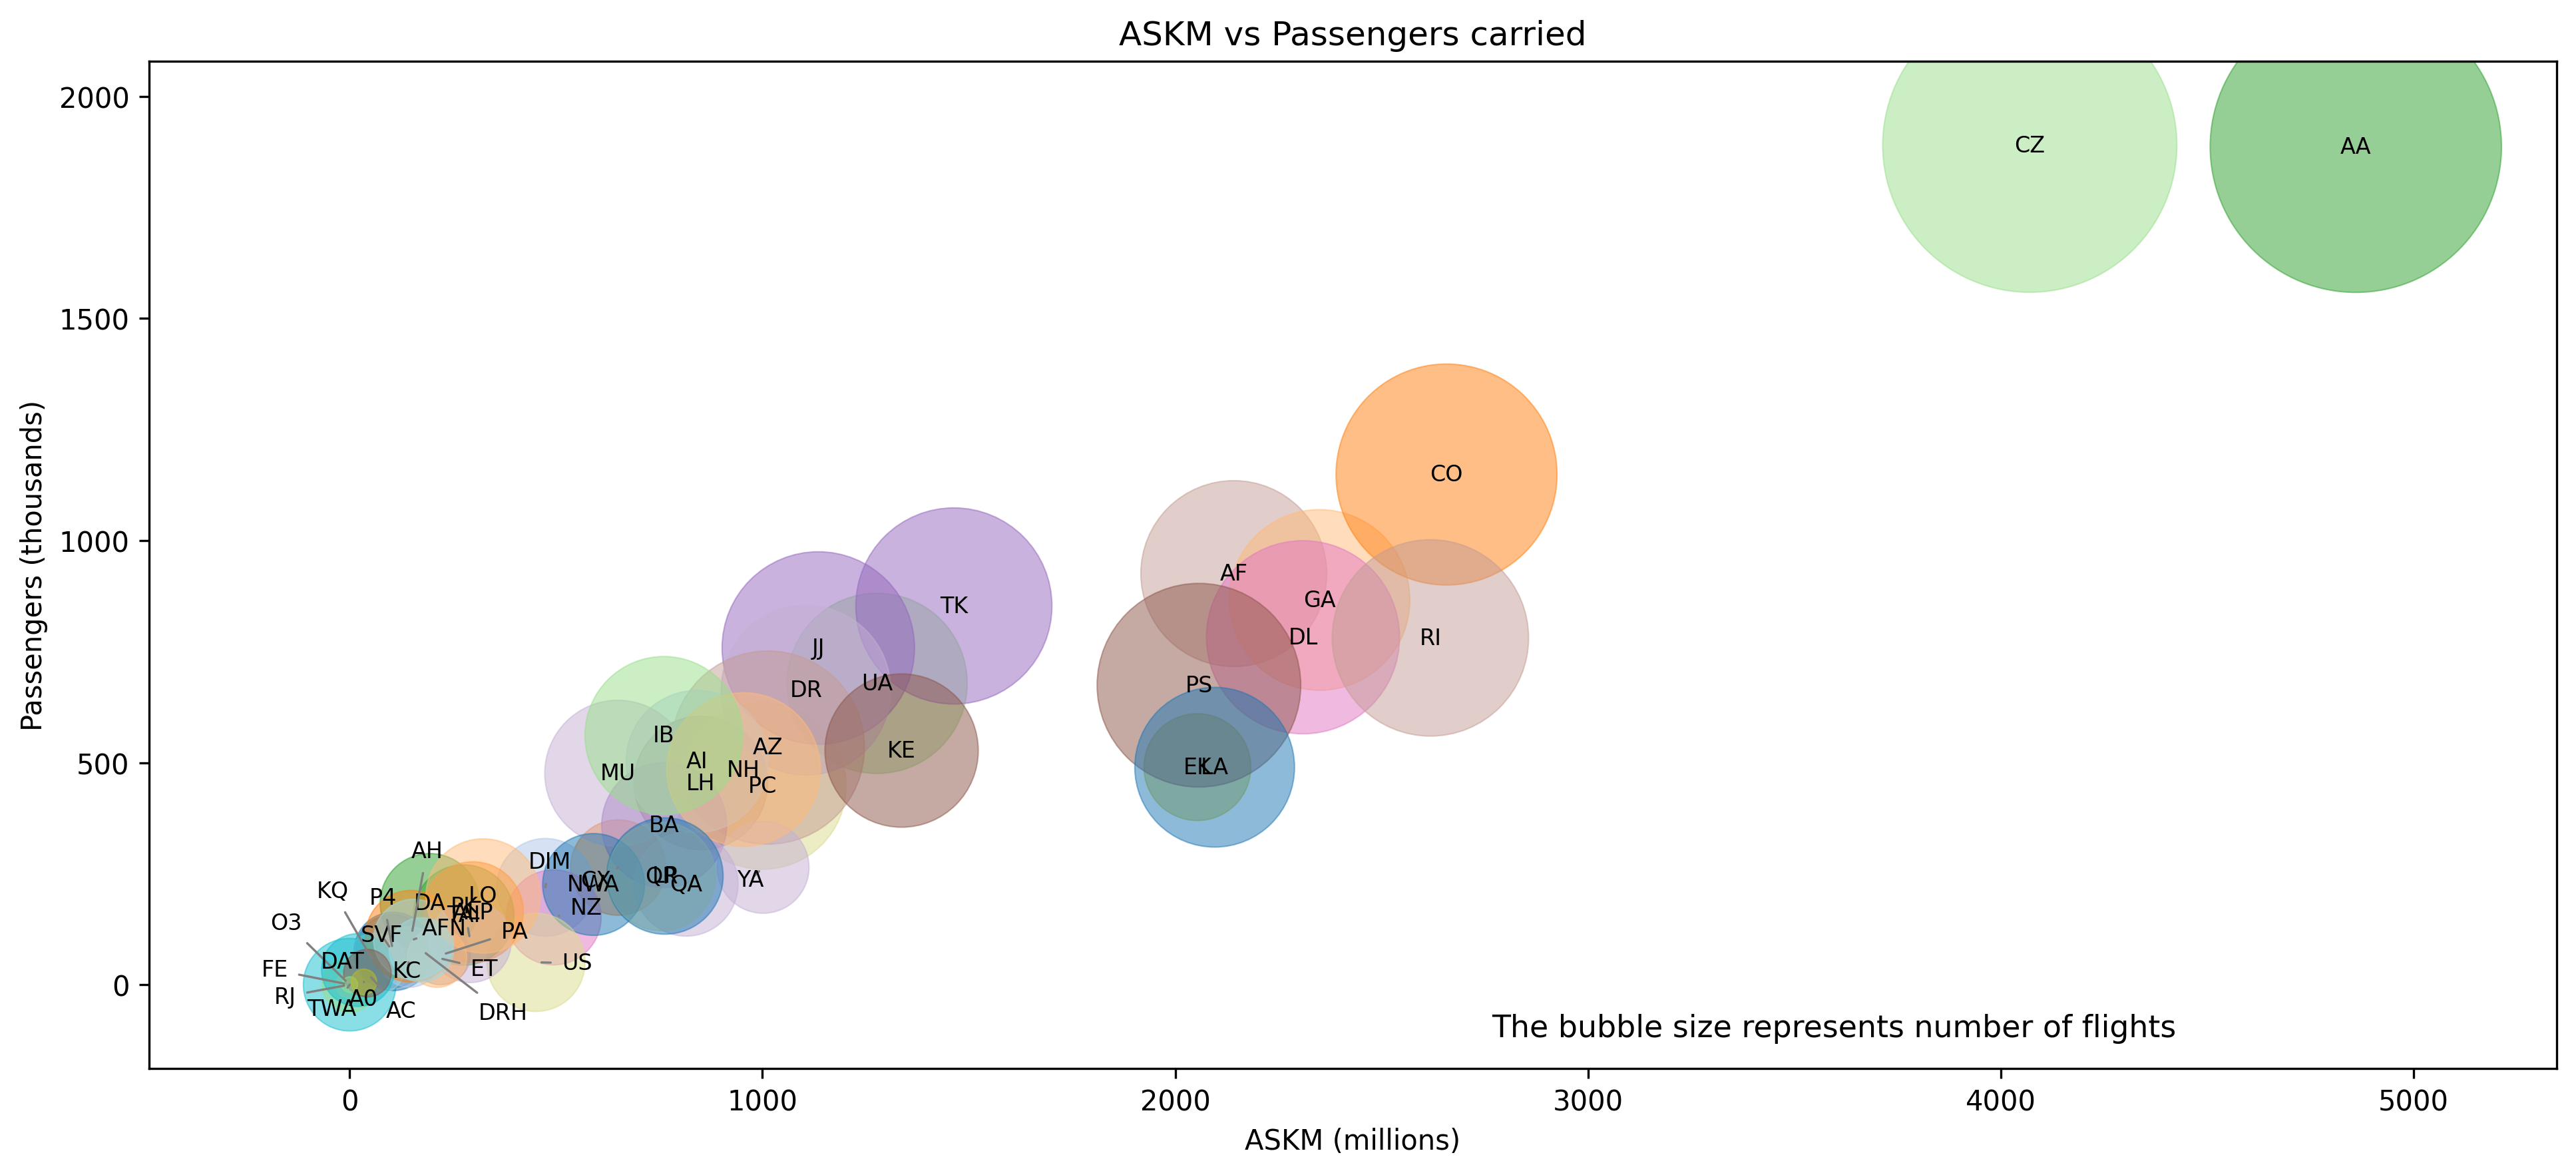 ASKM vs Passengers carried
Passengers (thousands)
2000
1500
1000
500
0
CZ
AA
CO
AF
TK
GA
JJ
DL
RI
DR
UA
PS
IB
AZ
KE
AI
NH
MU
LH
PC
EK
LA
BA
AH
DIM
CX
QR
LR
QA
YA
NWA
KQ
P4
DA
LO
NZ
O3
SVF
AFN
PA
FE
DAT
KC
ET
US
RJ
TWA
A0
AC
DRH
The bubble size represents number of flights
0
1000
2000
3000
4000
5000
ASKM (millions)